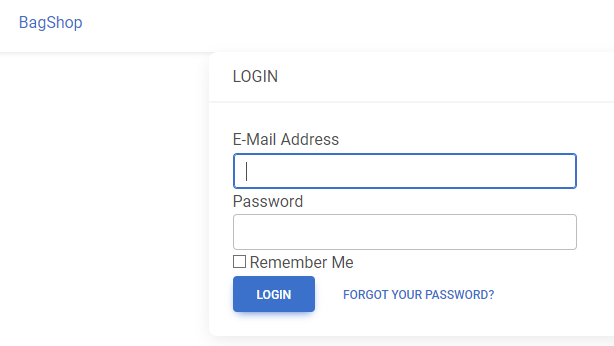 BagShop
LOGIN
E-Mail Address
Password
Remember Me
LOGIN FORGOT YOUR PASSWORD?